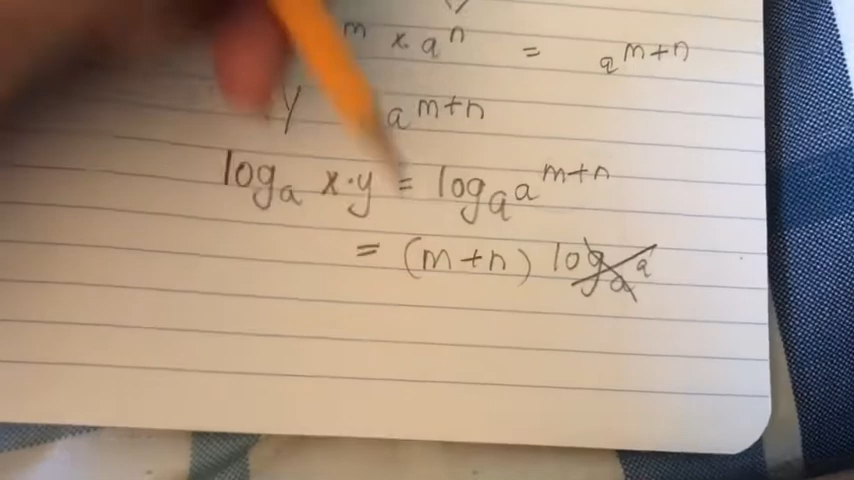 m × a^n = a^m+n
y a^m+n
log_a x·y = log_a a^m+n
= (m+n) log_a a